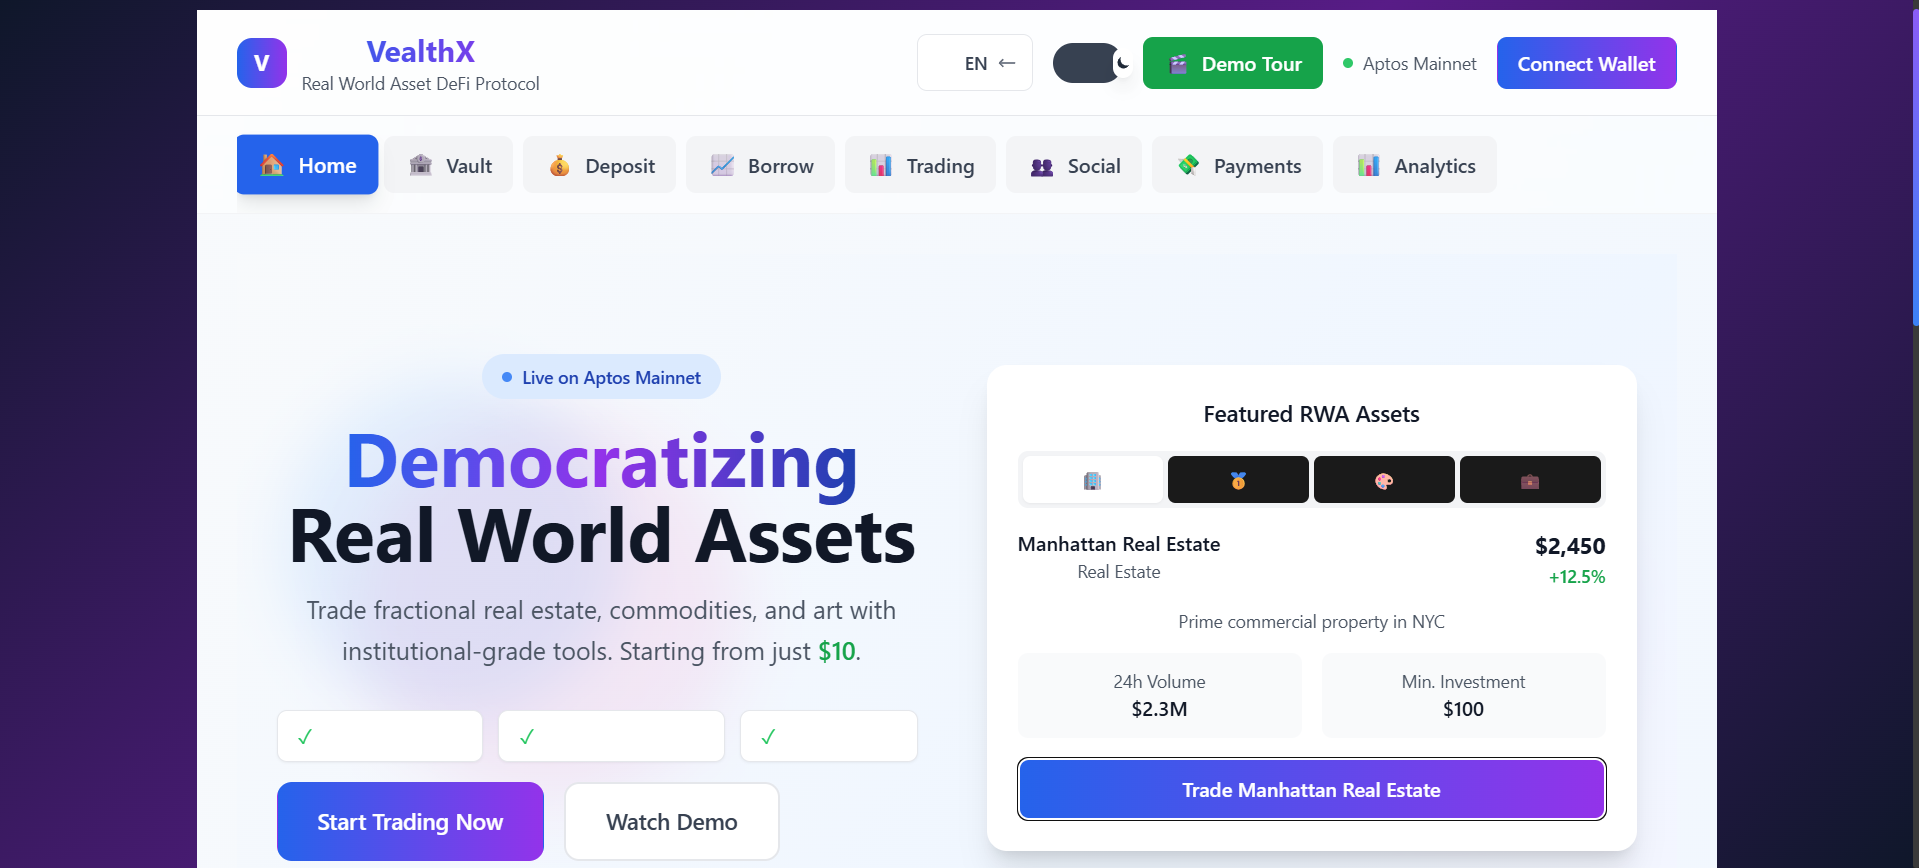 V
VealthX
Real World Asset DeFi Protocol
EN ←
Demo Tour
Aptos Mainnet
Connect Wallet
Home
Vault
Deposit
Borrow
Trading
Social
Payments
Analytics
Live on Aptos Mainnet
Democratizing
Real World Assets
Trade fractional real estate, commodities, and art with
institutional-grade tools. Starting from just $10.
✓
✓
✓
Start Trading Now
Watch Demo
Featured RWA Assets
Manhattan Real Estate
$2,450
Real Estate
+12.5%
Prime commercial property in NYC
24h Volume
$2.3M
Min. Investment
$100
Trade Manhattan Real Estate